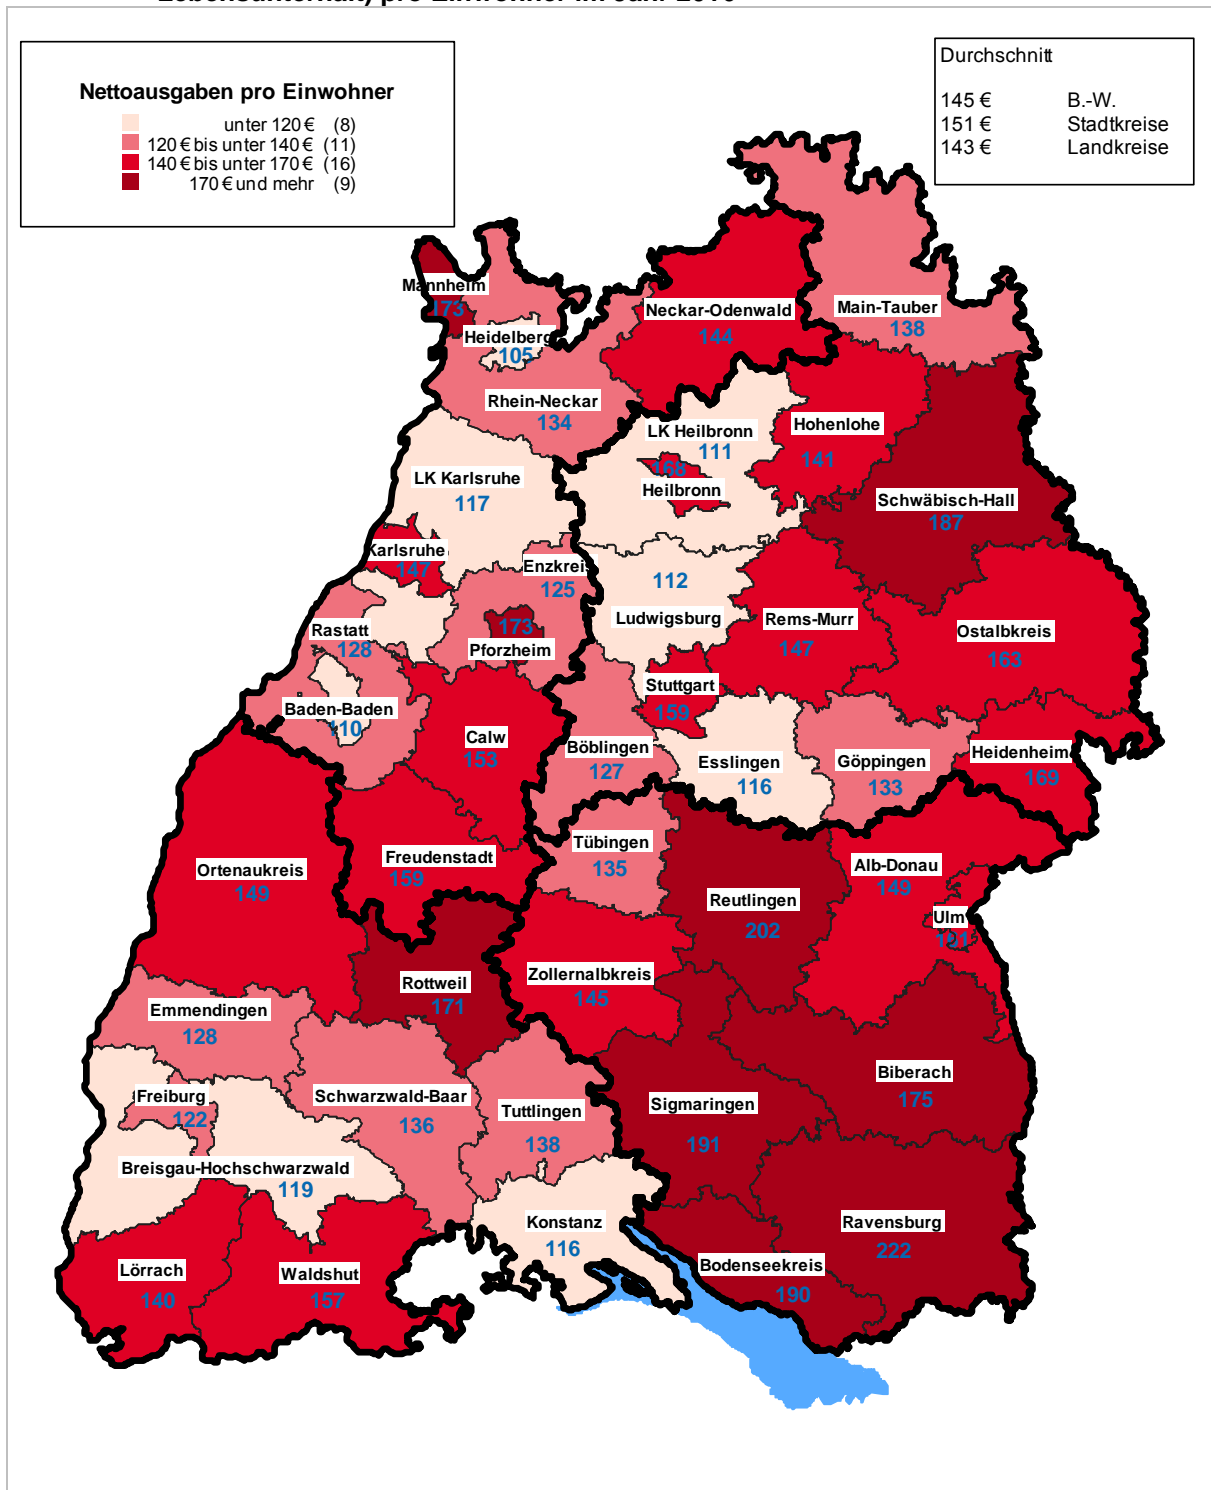 Lebensunterhalt) pro Einwohner im Jahr
Nettoausgaben pro Einwohner
unter 120 € (8)
120 € bis unter 140 € (11)
140 € bis unter 170 € (16)
170 € und mehr (9)
Durchschnitt
145 € B.-W.
151 € Stadtkreise
143 € Landkreise
Mannheim
173
Heidelberg
105
Rhein-Neckar
134
Neckar-Odenwald
144
Main-Tauber
138
LK Heilbronn
111
168
Heilbronn
Hohenlohe
141
Schwäbisch-Hall
187
LK Karlsruhe
117
Karlsruhe
147
Enzkreis
125
173
Pforzheim
112
Ludwigsburg
Rems-Murr
147
Ostalbkreis
163
Rastatt
128
Baden-Baden
110
Calw
153
Stuttgart
159
Böblingen
127
Esslingen
116
Göppingen
133
Heidenheim
169
Ortenaukreis
149
Freudenstadt
159
Tübingen
135
Reutlingen
202
Alb-Donau
149
Ulm
Rottweil
171
Zollernalbkreis
145
Emmendingen
128
Freiburg
122
Schwarzwald-Baar
136
Tuttlingen
138
Sigmaringen
191
Biberach
175
Breisgau-Hochschwarzwald
119
Konstanz
116
Ravensburg
222
Bodenseekreis
190
Lörrach
140
Waldshut
157